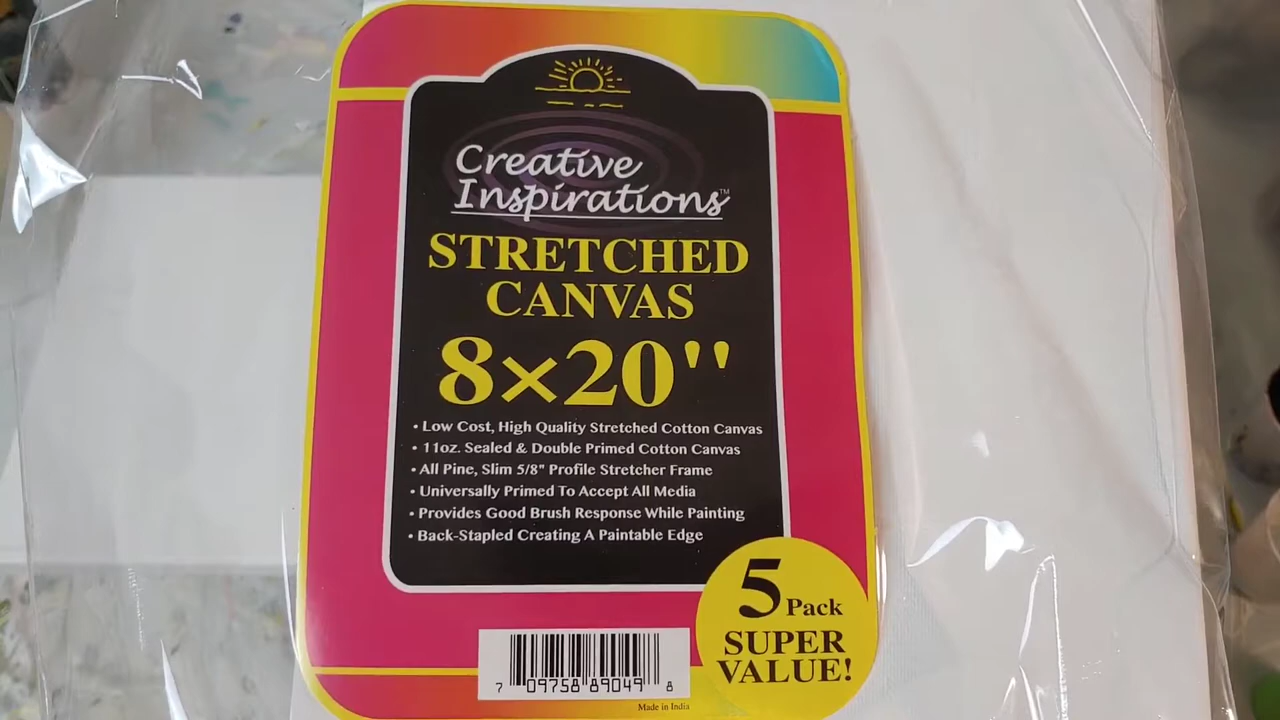 Creative
Inspirations™
STRETCHED
CANVAS
8×20"
• Low Cost, High Quality Stretched Cotton Canvas
• 11oz. Sealed & Double Primed Cotton Canvas
• All Pine, Slim 5/8" Profile Stretcher Frame
• Universally Primed To Accept All Media
• Provides Good Brush Response While Painting
• Back-Stapled Creating A Paintable Edge
5 Pack
SUPER
VALUE!
7 09758 89049 8
Made in India